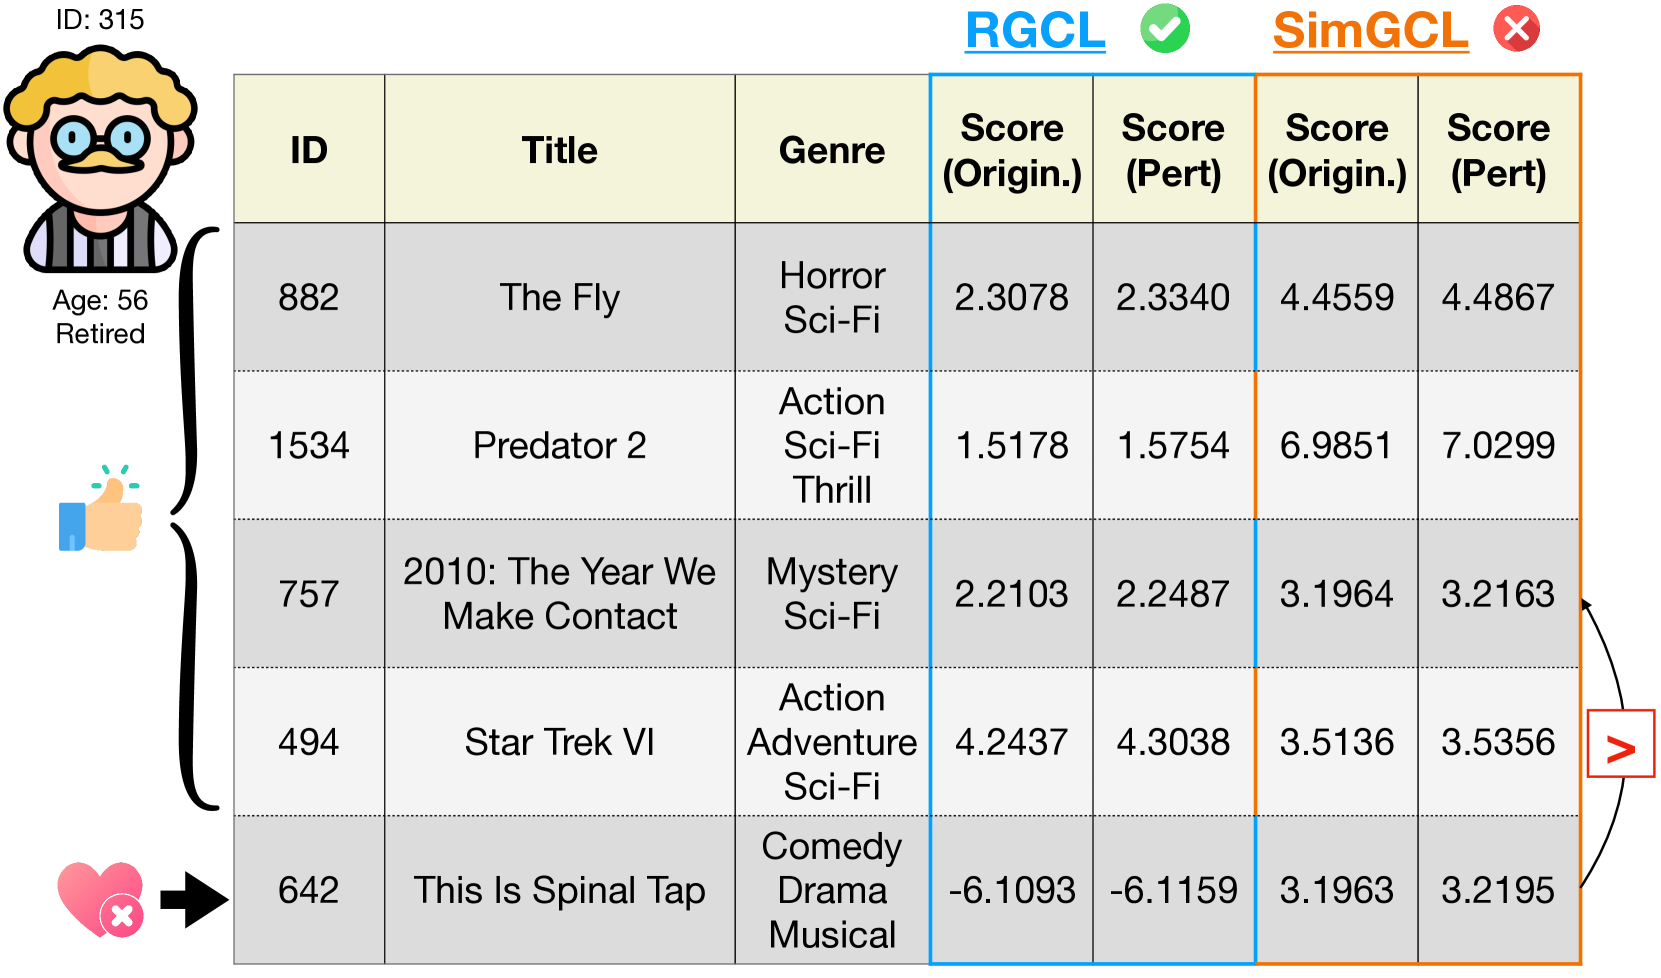 ID: 315
Age: 56
Retired
RGCL
SimGCL
ID
Title
Genre
Score
(Origin.)
Score
(Pert)
Score
(Origin.)
Score
(Pert)
882
The Fly
Horror
Sci-Fi
2.3078
2.3340
4.4559
4.4867
1534
Predator 2
Action
Sci-Fi
Thrill
1.5178
1.5754
6.9851
7.0299
757
2010: The Year We
Make Contact
Mystery
Sci-Fi
2.2103
2.2487
3.1964
3.2163
494
Star Trek VI
Action
Adventure
Sci-Fi
4.2437
4.3038
3.5136
3.5356
>
642
This Is Spinal Tap
Comedy
Drama
Musical
-6.1093
-6.1159
3.1963
3.2195